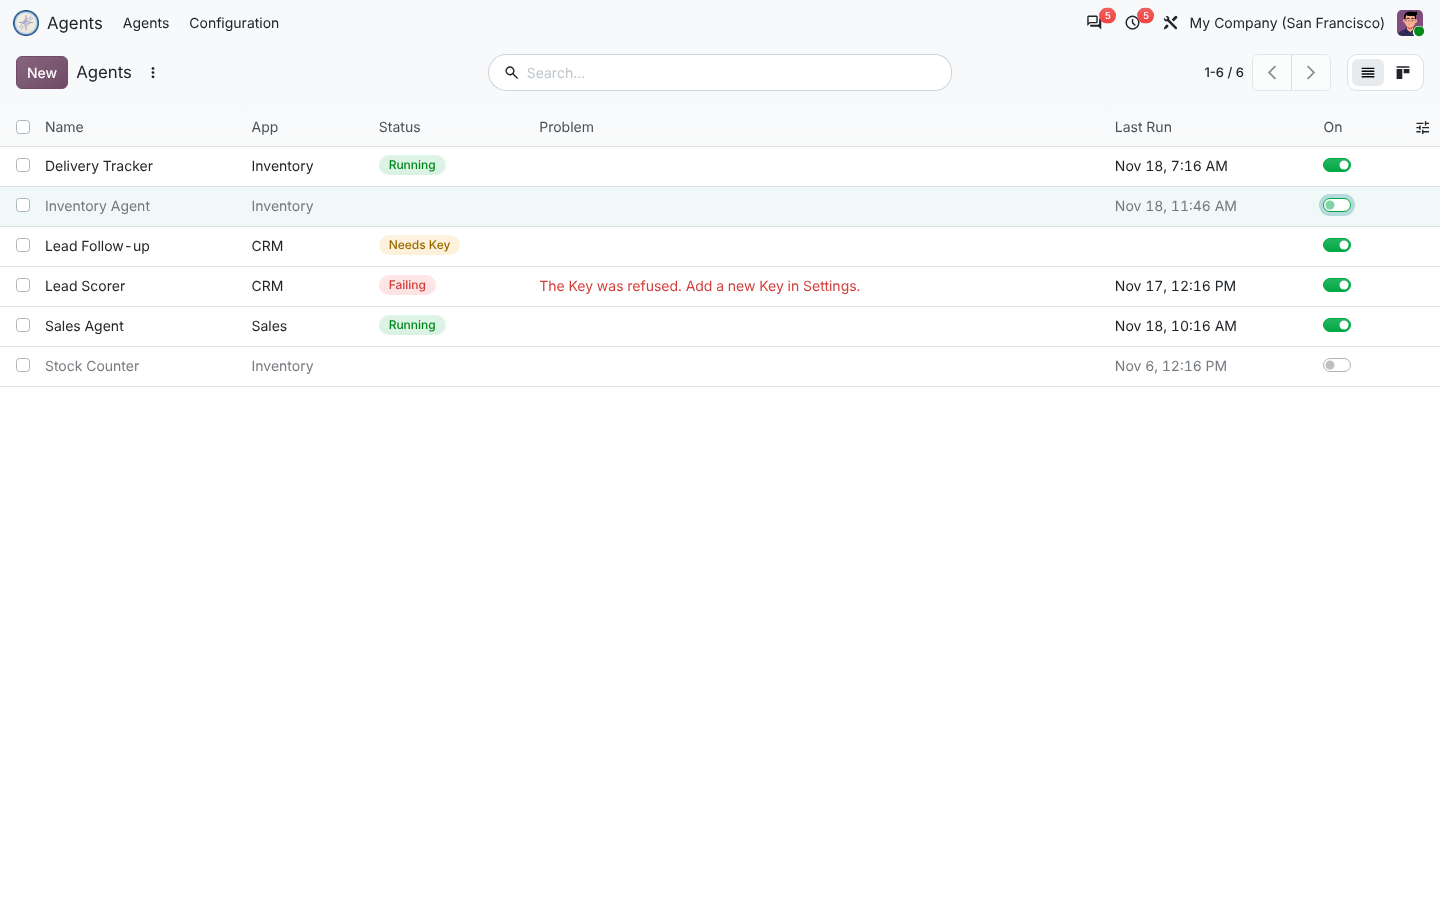 Agents Agents Configuration 5 5 My Company (San Francisco)
New Agents Search... 1-6 / 6
Name App Status Problem Last Run On
Delivery Tracker Inventory Running Nov 18, 7:16 AM
Inventory Agent Inventory Nov 18, 11:46 AM
Lead Follow-up CRM Needs Key
Lead Scorer CRM Failing The Key was refused. Add a new Key in Settings. Nov 17, 12:16 PM
Sales Agent Sales Running Nov 18, 10:16 AM
Stock Counter Inventory Nov 6, 12:16 PM